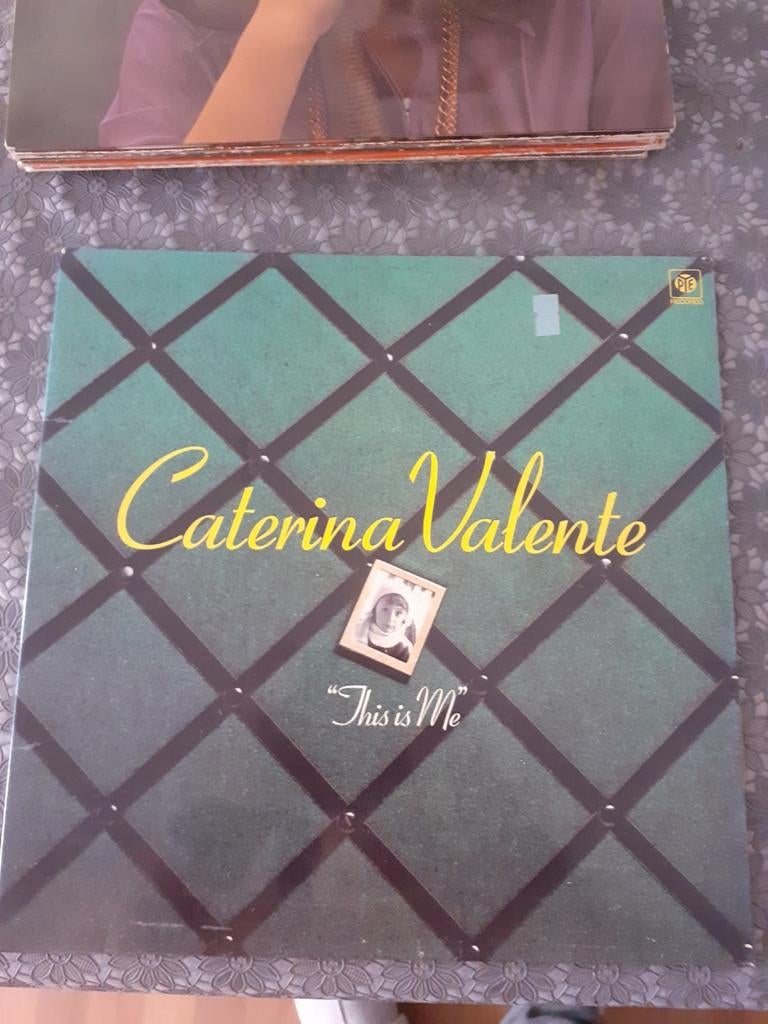 PYE
RECORDS
Caterina Valente
"This is Me"